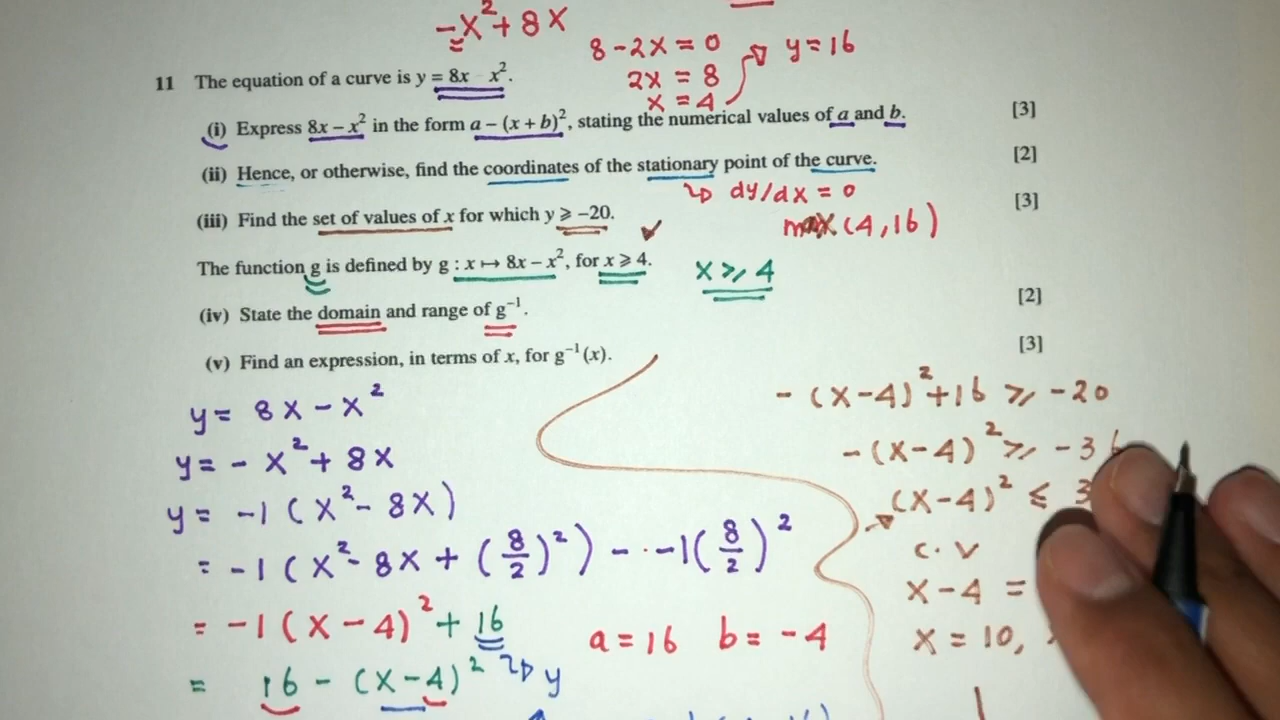 -x²+8x
8-2x=0
2x = 8
x = 4
y=16
11 The equation of a curve is y = 8x − x².
(i) Express 8x − x² in the form a − (x + b)², stating the numerical values of a and b. [3]
(ii) Hence, or otherwise, find the coordinates of the stationary point of the curve. [2]
dy/dx = 0
(iii) Find the set of values of x for which y ⩾ −20. [3]
max (4,16)
The function g is defined by g : x ↦ 8x − x², for x ⩾ 4.
x ⩾ 4
(iv) State the domain and range of g⁻¹. [2]
(v) Find an expression, in terms of x, for g⁻¹(x). [3]
y= 8x-x²
y= -x²+8x
y= -1(x²-8x)
= -1(x²-8x+(8/2)²) - -1(8/2)²
= -1(x-4)²+16
a=16 b=-4
= 16-(x-4)² y
-(x-4)²+16 ⩾ -20
-(x-4)² ⩾ -36
(x-4)² ≤
C.V
x-4 =
x = 10,